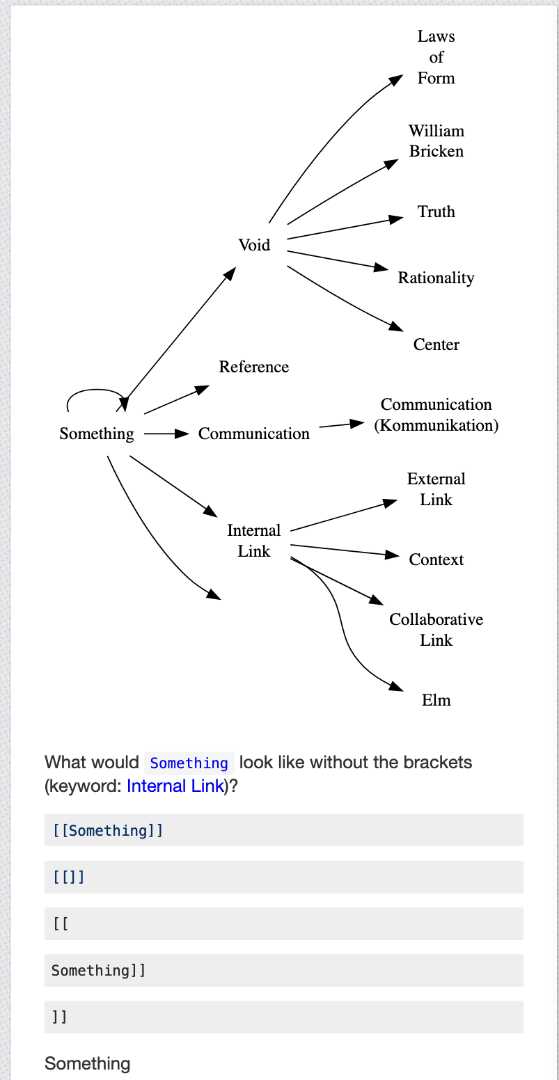 Laws
of
Form
William
Bricken
Truth
Void
Rationality
Center
Reference
Communication
(Kommunikation)
Something
Communication
External
Link
Internal
Link
Context
Collaborative
Link
Elm
What would Something look like without the brackets
(keyword: Internal Link)?
[[Something]]
[[]]
[[
Something]]
]]
Something